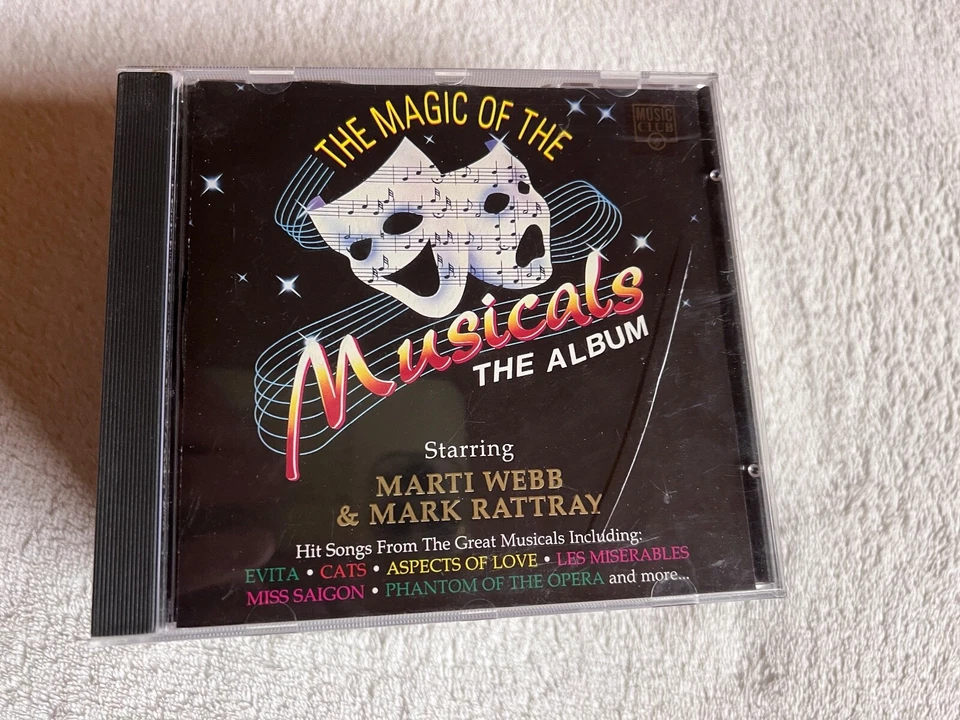 THE MAGIC OF THE
MUSIC
CLUB
Musicals
THE ALBUM
Starring
MARTI WEBB
& MARK RATTRAY
Hit Songs From The Great Musicals Including:
EVITA • CATS • ASPECTS OF LOVE • LES MISERABLES
MISS SAIGON • PHANTOM OF THE OPERA and more...